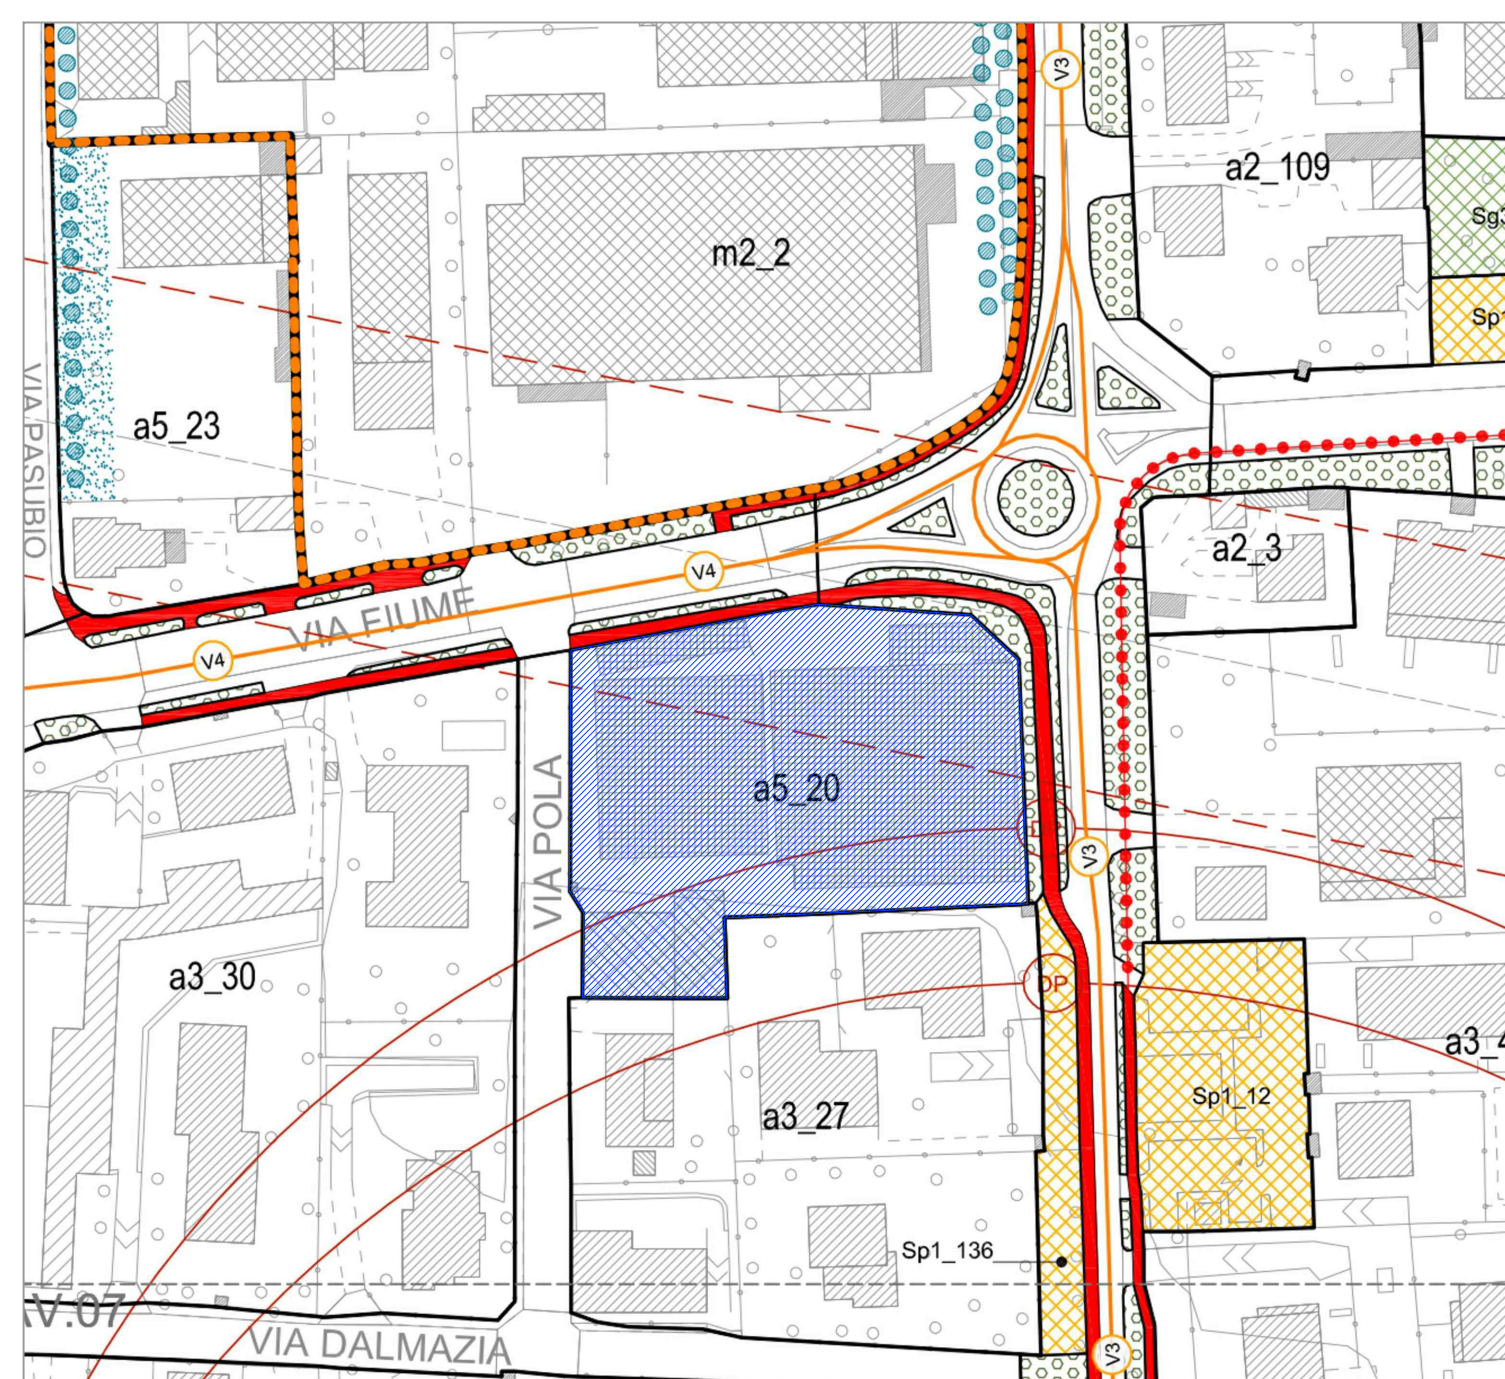 V3
a2_109
m2_2
Sg3
Sp1
VIA PASUBIO
a5_23
a2_3
V4
VIA FIUME
V4
a5_20
VIA POLA
V3
a3_30
DP
a3_4
Sp1_12
a3_27
Sp1_136
AV.07
VIA DALMAZIA
V3